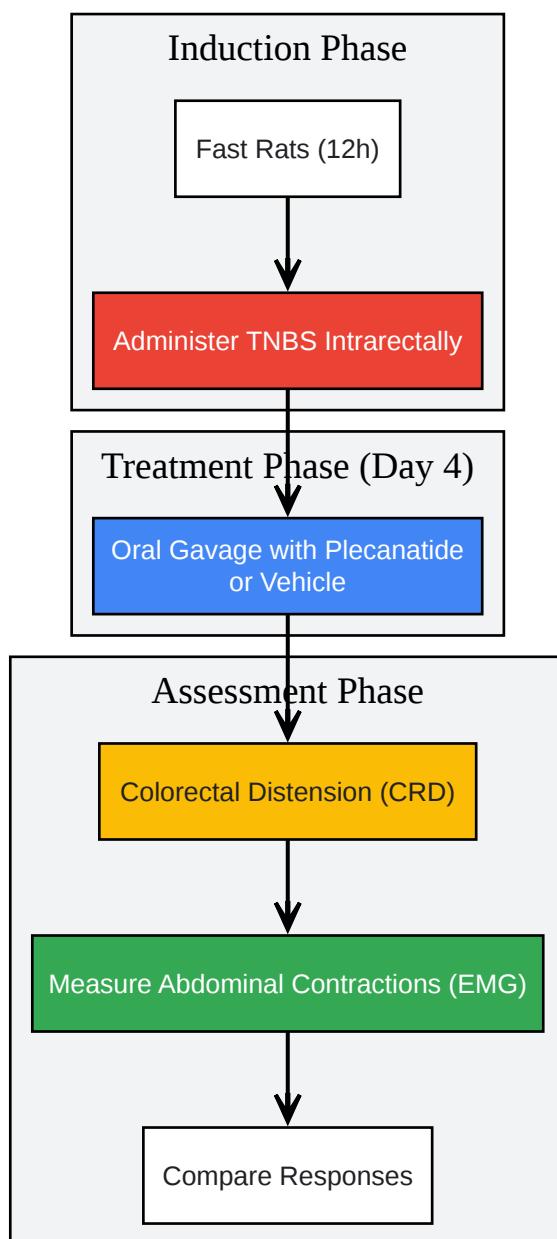 Induction Phase
Fast Rats (12h)
Administer TNBS Intrarectally
Treatment Phase (Day 4)
Oral Gavage with Plecanatide
or Vehicle
Assessment Phase
Colorectal Distension (CRD)
Measure Abdominal Contractions (EMG)
Compare Responses